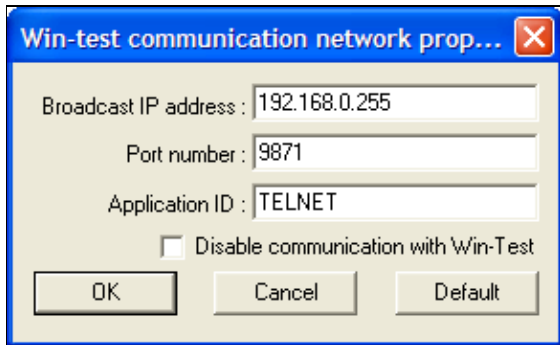 Win-test communication network prop...
Broadcast IP address : 192.168.0.255
Port number : 9871
Application ID : TELNET
Disable communication with Win-Test
OK Cancel Default